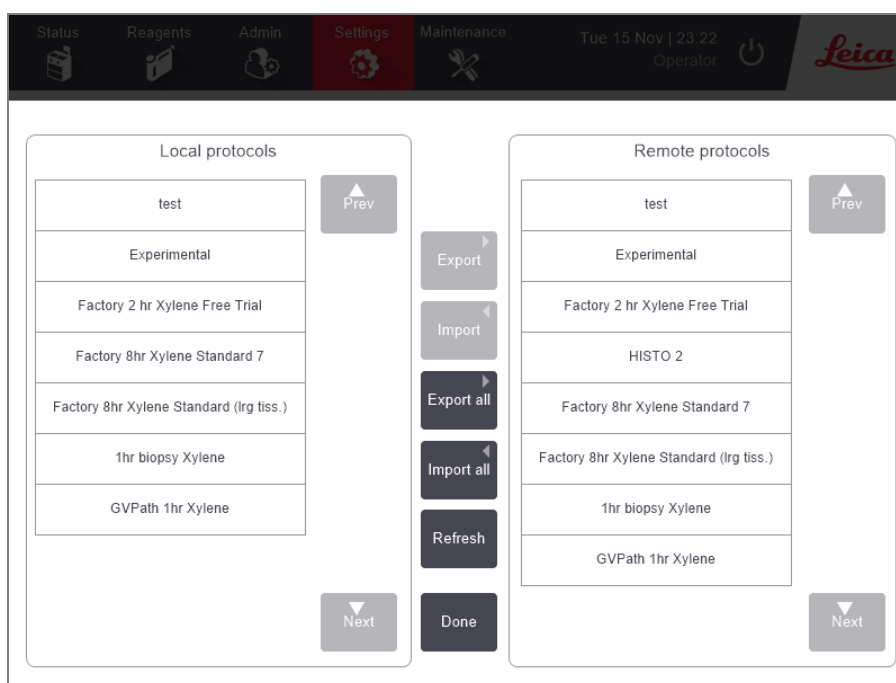 Status Reagents Admin Settings Maintenance
Tue 15 Nov | 23:22
Operator
Leica
Local protocols
test
Experimental
Factory 2 hr Xylene Free Trial
Factory 8hr Xylene Standard 7
Factory 8hr Xylene Standard (lrg tiss.)
1hr biopsy Xylene
GVPath 1hr Xylene
Prev
Next
Export
Import
Export all
Import all
Refresh
Done
Remote protocols
test
Experimental
Factory 2 hr Xylene Free Trial
HISTO 2
Factory 8hr Xylene Standard 7
Factory 8hr Xylene Standard (lrg tiss.)
1hr biopsy Xylene
GVPath 1hr Xylene
Prev
Next